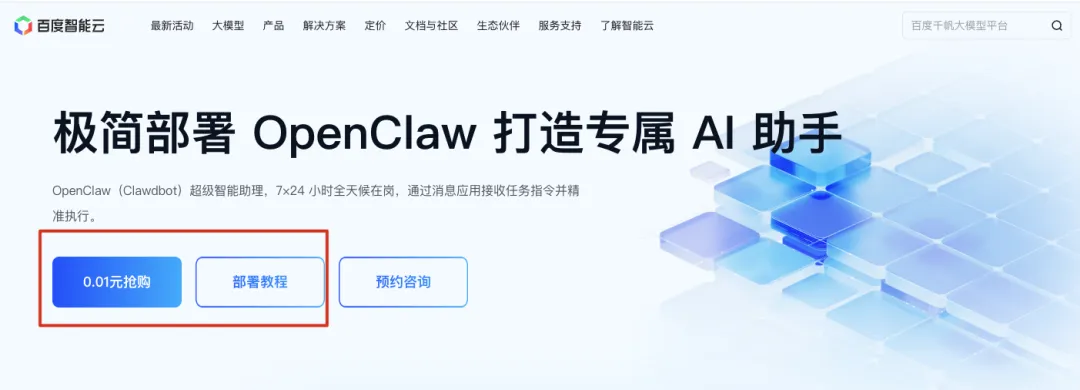 百度智能云 最新活动 大模型 产品 解决方案 定价 文档与社区 生态伙伴 服务支持 了解智能云 百度千帆大模型平台
极简部署 OpenClaw 打造专属 AI 助手
OpenClaw（Clawdbot）超级智能助理，7×24 小时全天候在岗，通过消息应用接收任务指令并精
准执行。
0.01元抢购 部署教程 预约咨询